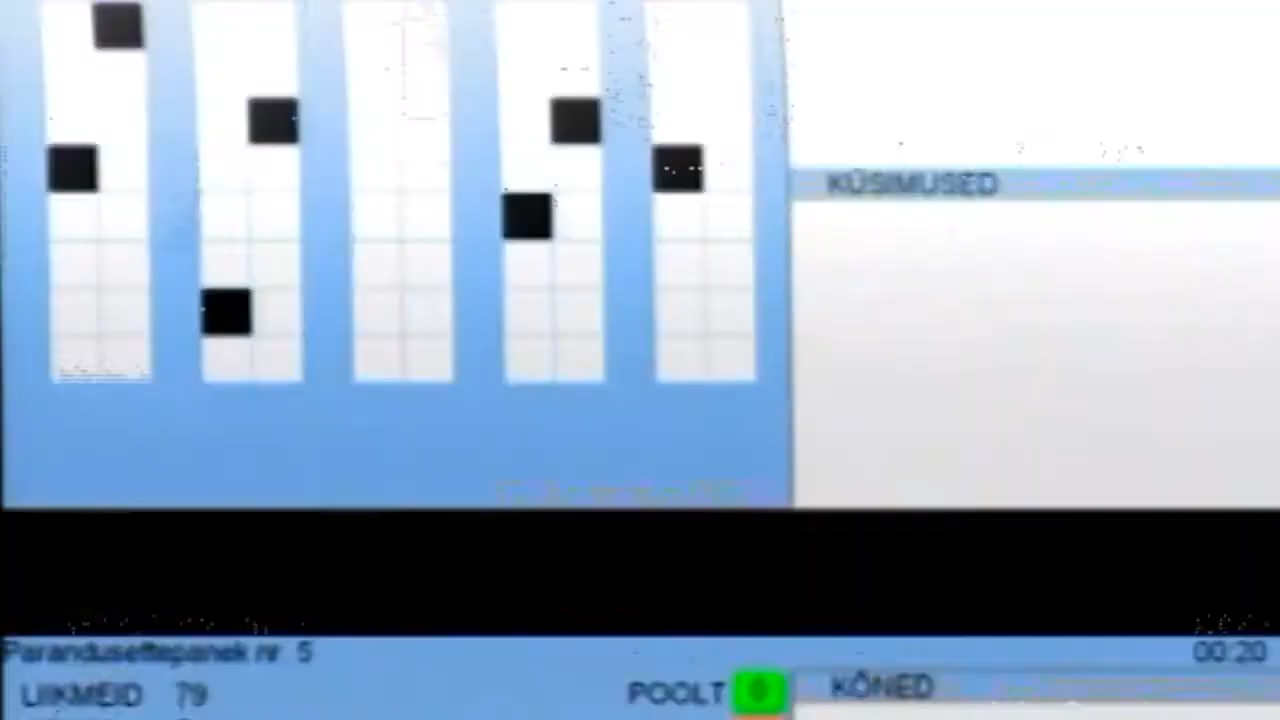 KÜSIMUSED
Parandusettepanek nr 5
00:20
LIIKMEID 79
POOLT 0
KÕNED